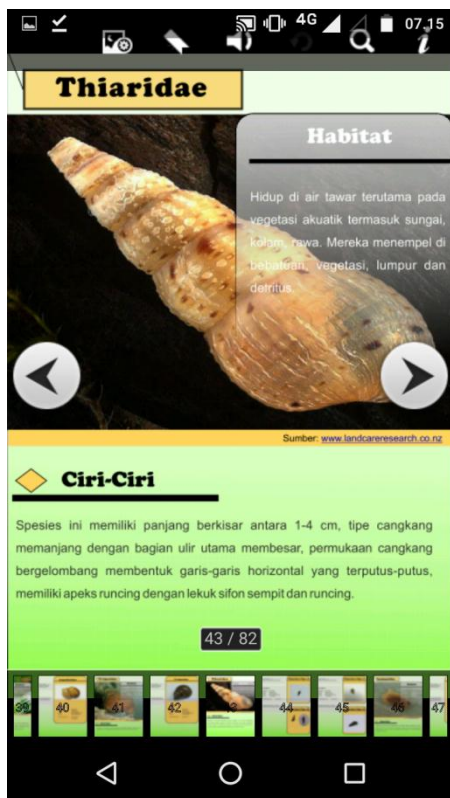 4G 07.15
Thiaridae
Habitat
Hidup di air tawar terutama pada
vegetasi akuatik termasuk sungai,
kolam, rawa. Mereka menempel di
bebatuan, vegetasi, lumpur dan
detritus.
Sumber: www.landcareresearch.co.nz
Ciri-Ciri
Spesies ini memiliki panjang berkisar antara 1-4 cm, tipe cangkang
memanjang dengan bagian ulir utama membesar, permukaan cangkang
bergelombang membentuk garis-garis horizontal yang terputus-putus,
memiliki apeks runcing dengan lekuk sifon sempit dan runcing.
43 / 82
39 40 41 42 43 44 45 46 47